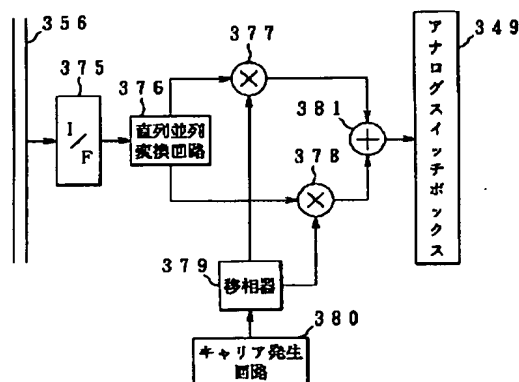 356
375
I/F
376
直列並列
変換回路
377
×
378
×
381
+
349
アナログスイッチボックス
379
移相器
380
キャリア発生
回路